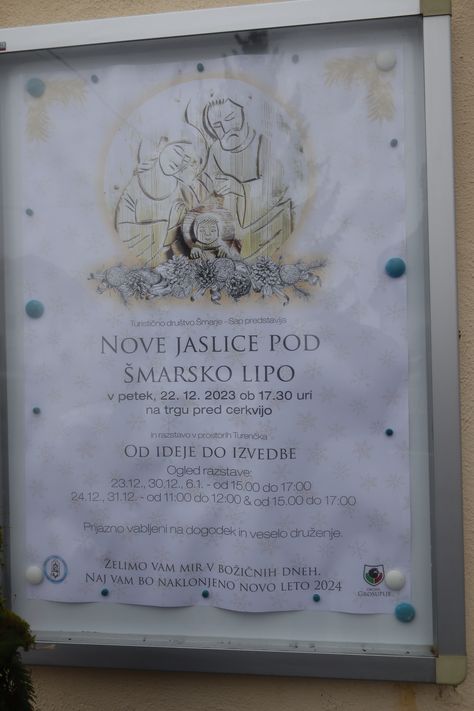 Turistično društvo Šmarje - Sap predstavlja
NOVE JASLICE POD
ŠMARSKO LIPO
v petek, 22. 12. 2023 ob 17.30 uri
na trgu pred cerkvijo
in razstavo v prostorih Turenčka
OD IDEJE DO IZVEDBE
Ogled razstave:
23.12., 30.12., 6.1. - od 15.00 do 17:00
24.12., 31.12. - od 11:00 do 12:00 & od 15.00 do 17:00
Prijazno vabljeni na dogodek in veselo druženje.
ŽELIMO VAM MIR V BOŽIČNIH DNEH.
NAJ VAM BO NAKLONJENO NOVO LETO 2024
OBČINA
GROSUPLJE